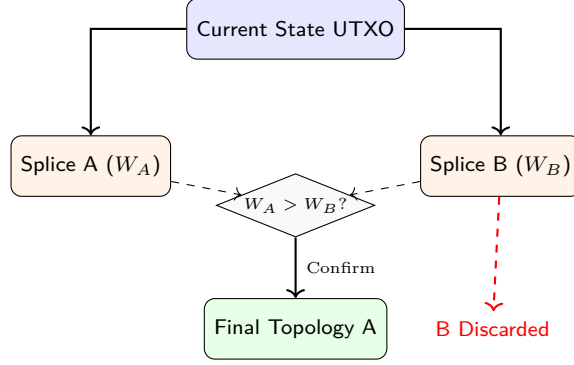 Current State UTXO
Splice A (W_A)
Splice B (W_B)
W_A > W_B?
Confirm
Final Topology A
B Discarded